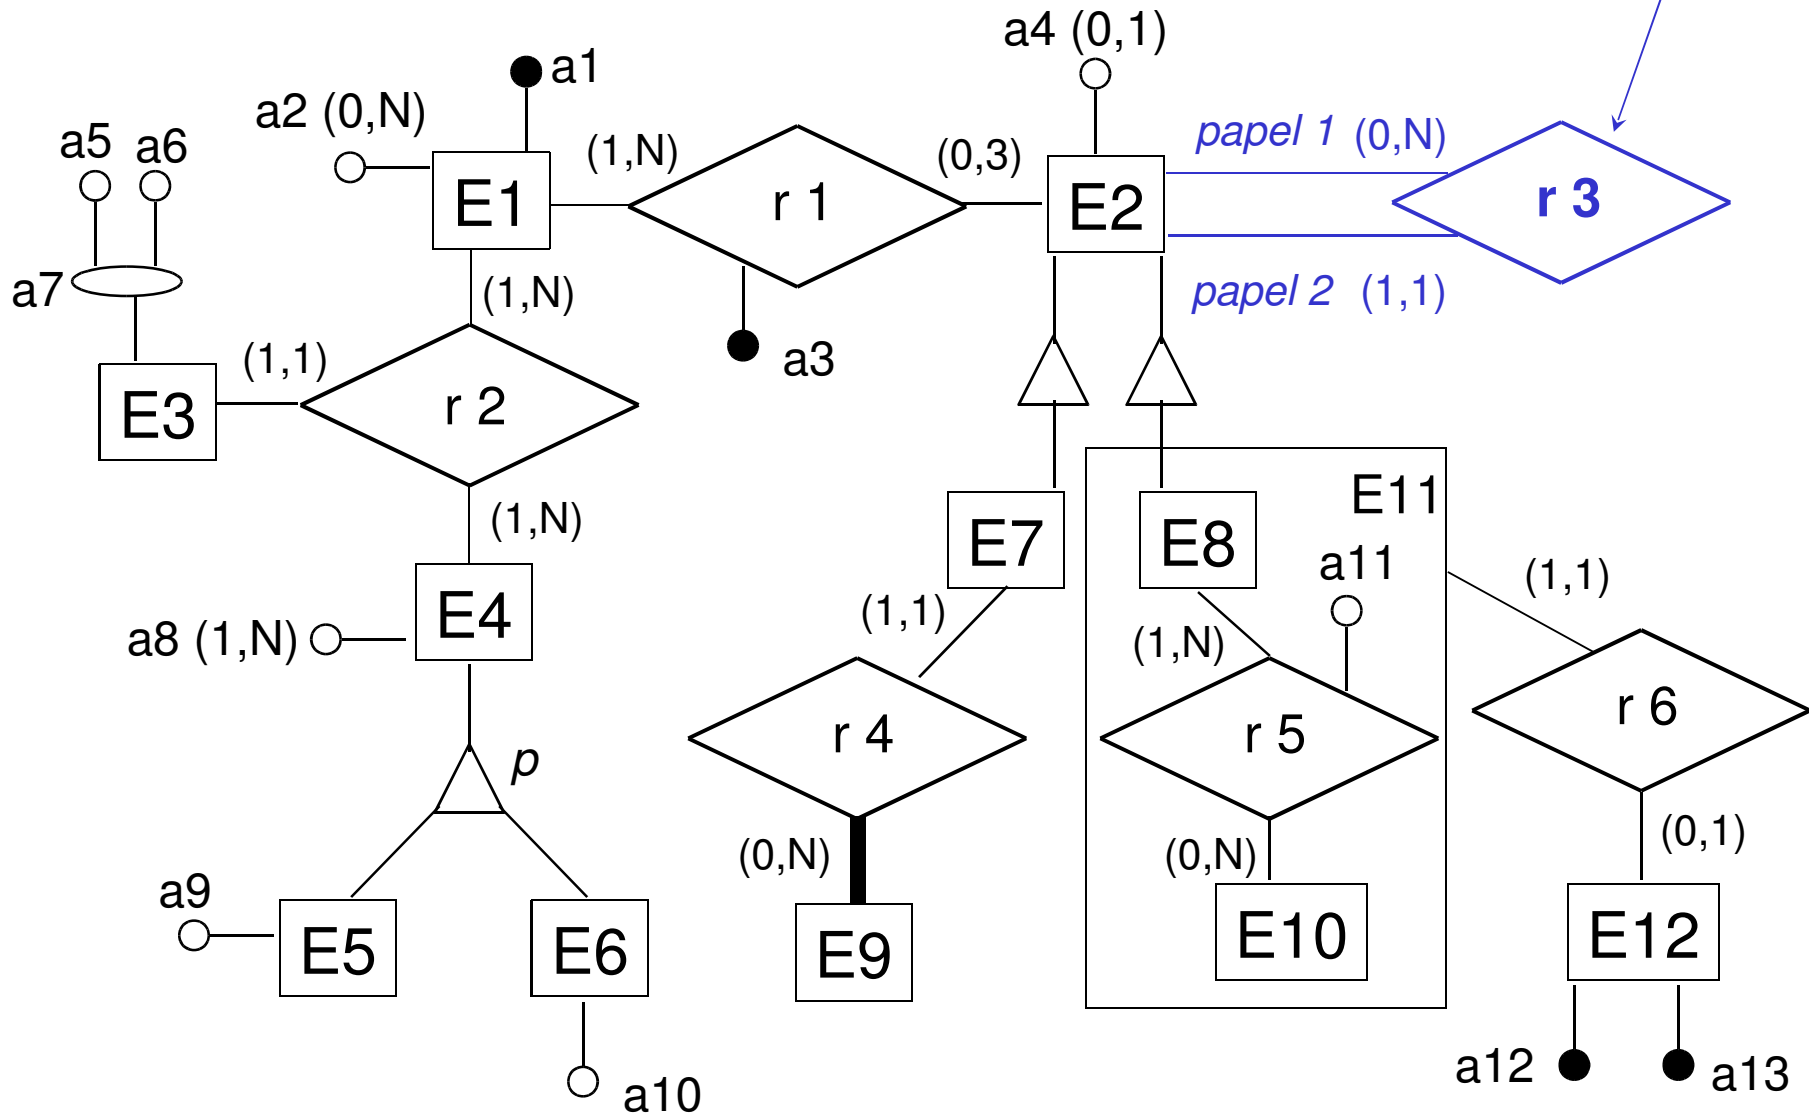 a4 (0,1)
a1
a2 (0,N)
a5
a6
(1,N)
(0,3)
papel 1 (0,N)
E1
r 1
E2
r 3
a7
(1,N)
papel 2 (1,1)
a3
(1,1)
E3
r 2
(1,N)
E11
E7
E8
a11
(1,1)
E4
a8 (1,N)
(1,1)
(1,N)
r 4
r 5
r 6
p
(0,N)
(0,N)
(0,1)
a9
E5
E6
E9
E10
E12
a12
a13
a10